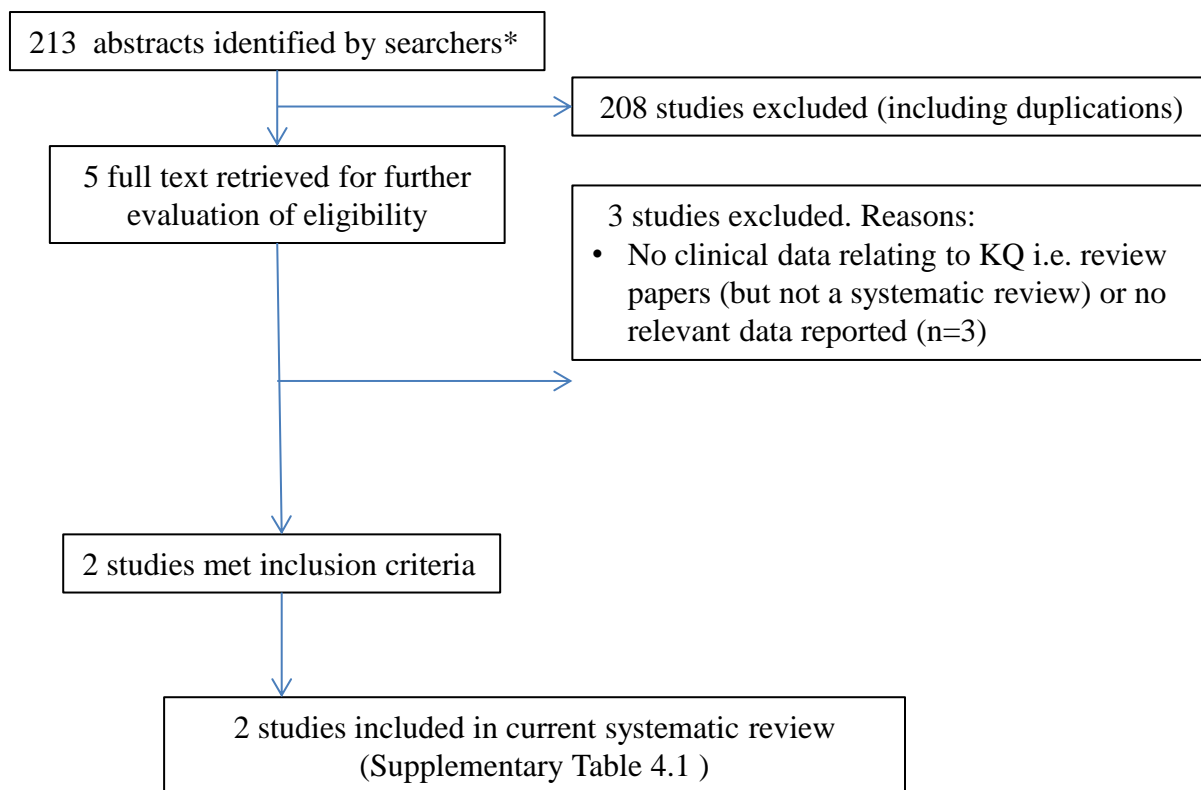 213 abstracts identified by searchers*
208 studies excluded (including duplications)
5 full text retrieved for further
evaluation of eligibility
3 studies excluded. Reasons:
• No clinical data relating to KQ i.e. review
papers (but not a systematic review) or no
relevant data reported (n=3)
2 studies met inclusion criteria
2 studies included in current systematic review
(Supplementary Table 4.1 )